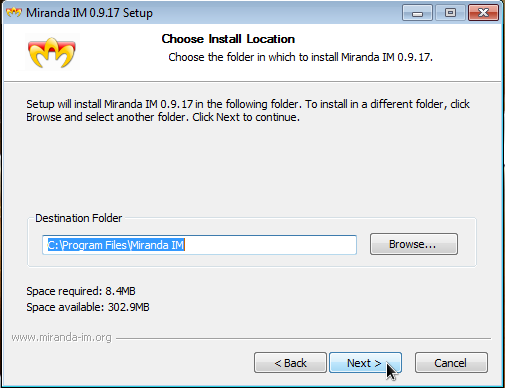 Miranda IM 0.9.17 Setup
Choose Install Location
Choose the folder in which to install Miranda IM 0.9.17.
Setup will install Miranda IM 0.9.17 in the following folder. To install in a different folder, click
Browse and select another folder. Click Next to continue.
Destination Folder
C:\Program Files\Miranda IM
Browse...
Space required: 8.4MB
Space available: 302.9MB
www.miranda-im.org
< Back
Next >
Cancel